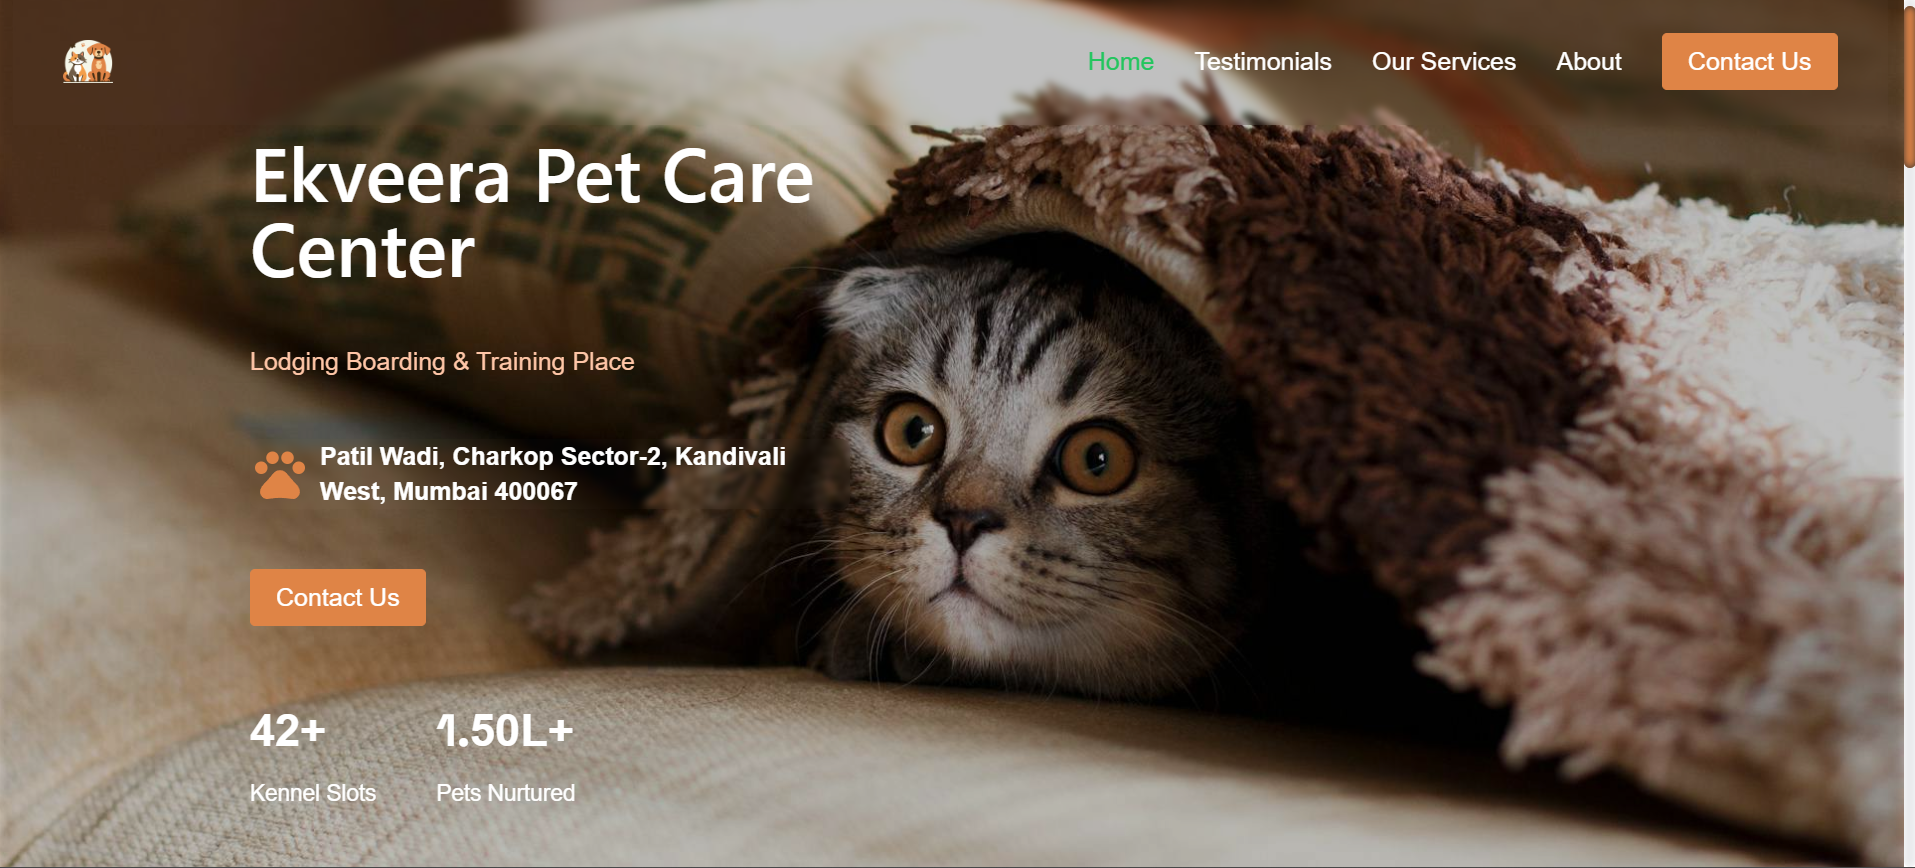 Home Testimonials Our Services About Contact Us
Ekveera Pet Care
Center
Lodging Boarding & Training Place
Patil Wadi, Charkop Sector-2, Kandivali
West, Mumbai 400067
Contact Us
42+ 1.50L+
Kennel Slots Pets Nurtured